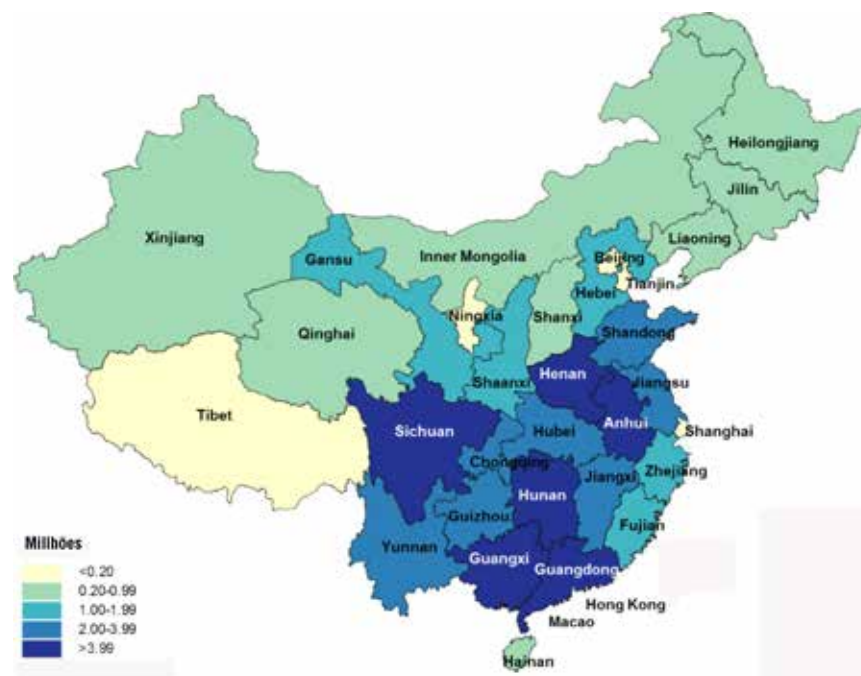 Heilongjiang
Jilin
Liaoning
Xinjiang
Gansu
Inner Mongolia
Beijing
Tianjin
Hebei
Ningxia
Shanxi
Qinghai
Shandong
Shaanxi
Henan
Jiangsu
Tibet
Sichuan
Hubei
Anhui
Shanghai
Chongqing
Zhejiang
Jiangxi
Hunan
Guizhou
Fujian
Yunnan
Guangxi
Guangdong
Hong Kong
Macao
Hainan
Millhões
<0.20
0.20-0.99
1.00-1.99
2.00-3.99
>3.99